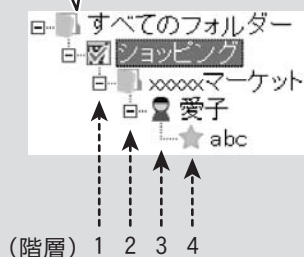 すべてのフォルダー
ショッピング
xxxxxマーケット
愛子
abc
(階層) 1 2 3 4